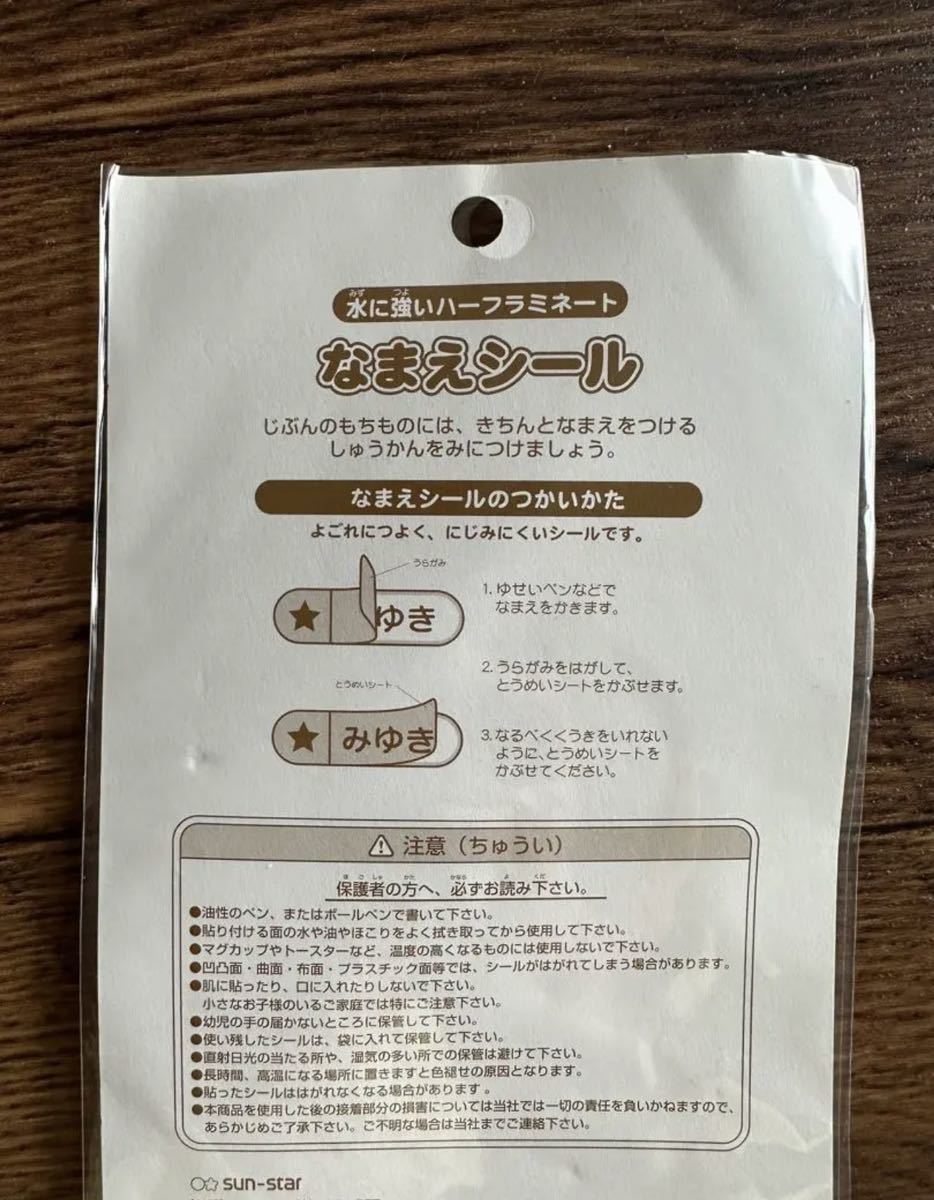 水に強いハーフラミネート
なまえシール
じぶんのもちものには、きちんとなまえをつける
しゅうかんをみにつけましょう。
なまえシールのつかいかた
よごれにつよく、にじみにくいシールです。
うらがみ
ゆき
1. ゆせいペンなどで
なまえをかきます。
2. うらがみをはがして、
とうめいシートをかぶせます。
とうめいシート
みゆき
3. なるべくくうきをいれない
ように、とうめいシートを
かぶせてください。
注意（ちゅうい）
保護者の方へ、必ずお読み下さい。
●油性のペン、またはボールペンで書いて下さい。
●貼り付ける面の水や油やほこりをよく拭き取ってから使用して下さい。
●マグカップやトースターなど、温度の高くなるものには使用しないで下さい。
●凹凸面・曲面・布面・プラスチック面等では、シールがはがれてしまう場合があります。
●肌に貼ったり、口に入れたりしないで下さい。
小さなお子様のいるご家庭では特にご注意下さい。
●幼児の手の届かないところに保管して下さい。
●使い残したシールは、袋に入れて保管して下さい。
●直射日光の当たる所や、湿気の多い所での保管は避けて下さい。
●長時間、高温になる場所に置きますと色褪せの原因となります。
●貼ったシールははがれなくなる場合があります。
●本商品を使用した後の接着部分の損害については当社では一切の責任を負いかねますので、
あらかじめご了承下さい。ご不明な場合は当社までご連絡下さい。
sun-star